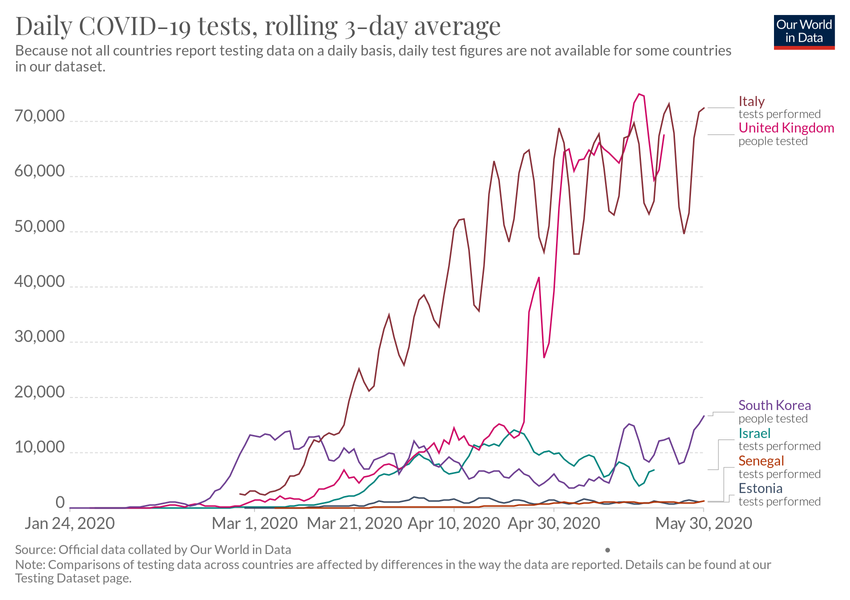 Daily COVID-19 tests, rolling 3-day average
Our World
in Data
Because not all countries report testing data on a daily basis, daily test figures are not available for some countries
in our dataset.
70,000
60,000
50,000
40,000
30,000
20,000
10,000
0
Italy
tests performed
United Kingdom
people tested
South Korea
people tested
Israel
tests performed
Senegal
tests performed
Estonia
tests performed
Jan 24, 2020
Mar 1, 2020
Mar 21, 2020
Apr 10, 2020
Apr 30, 2020
May 30, 2020
Source: Official data collated by Our World in Data
Note: Comparisons of testing data across countries are affected by differences in the way the data are reported. Details can be found at our
Testing Dataset page.